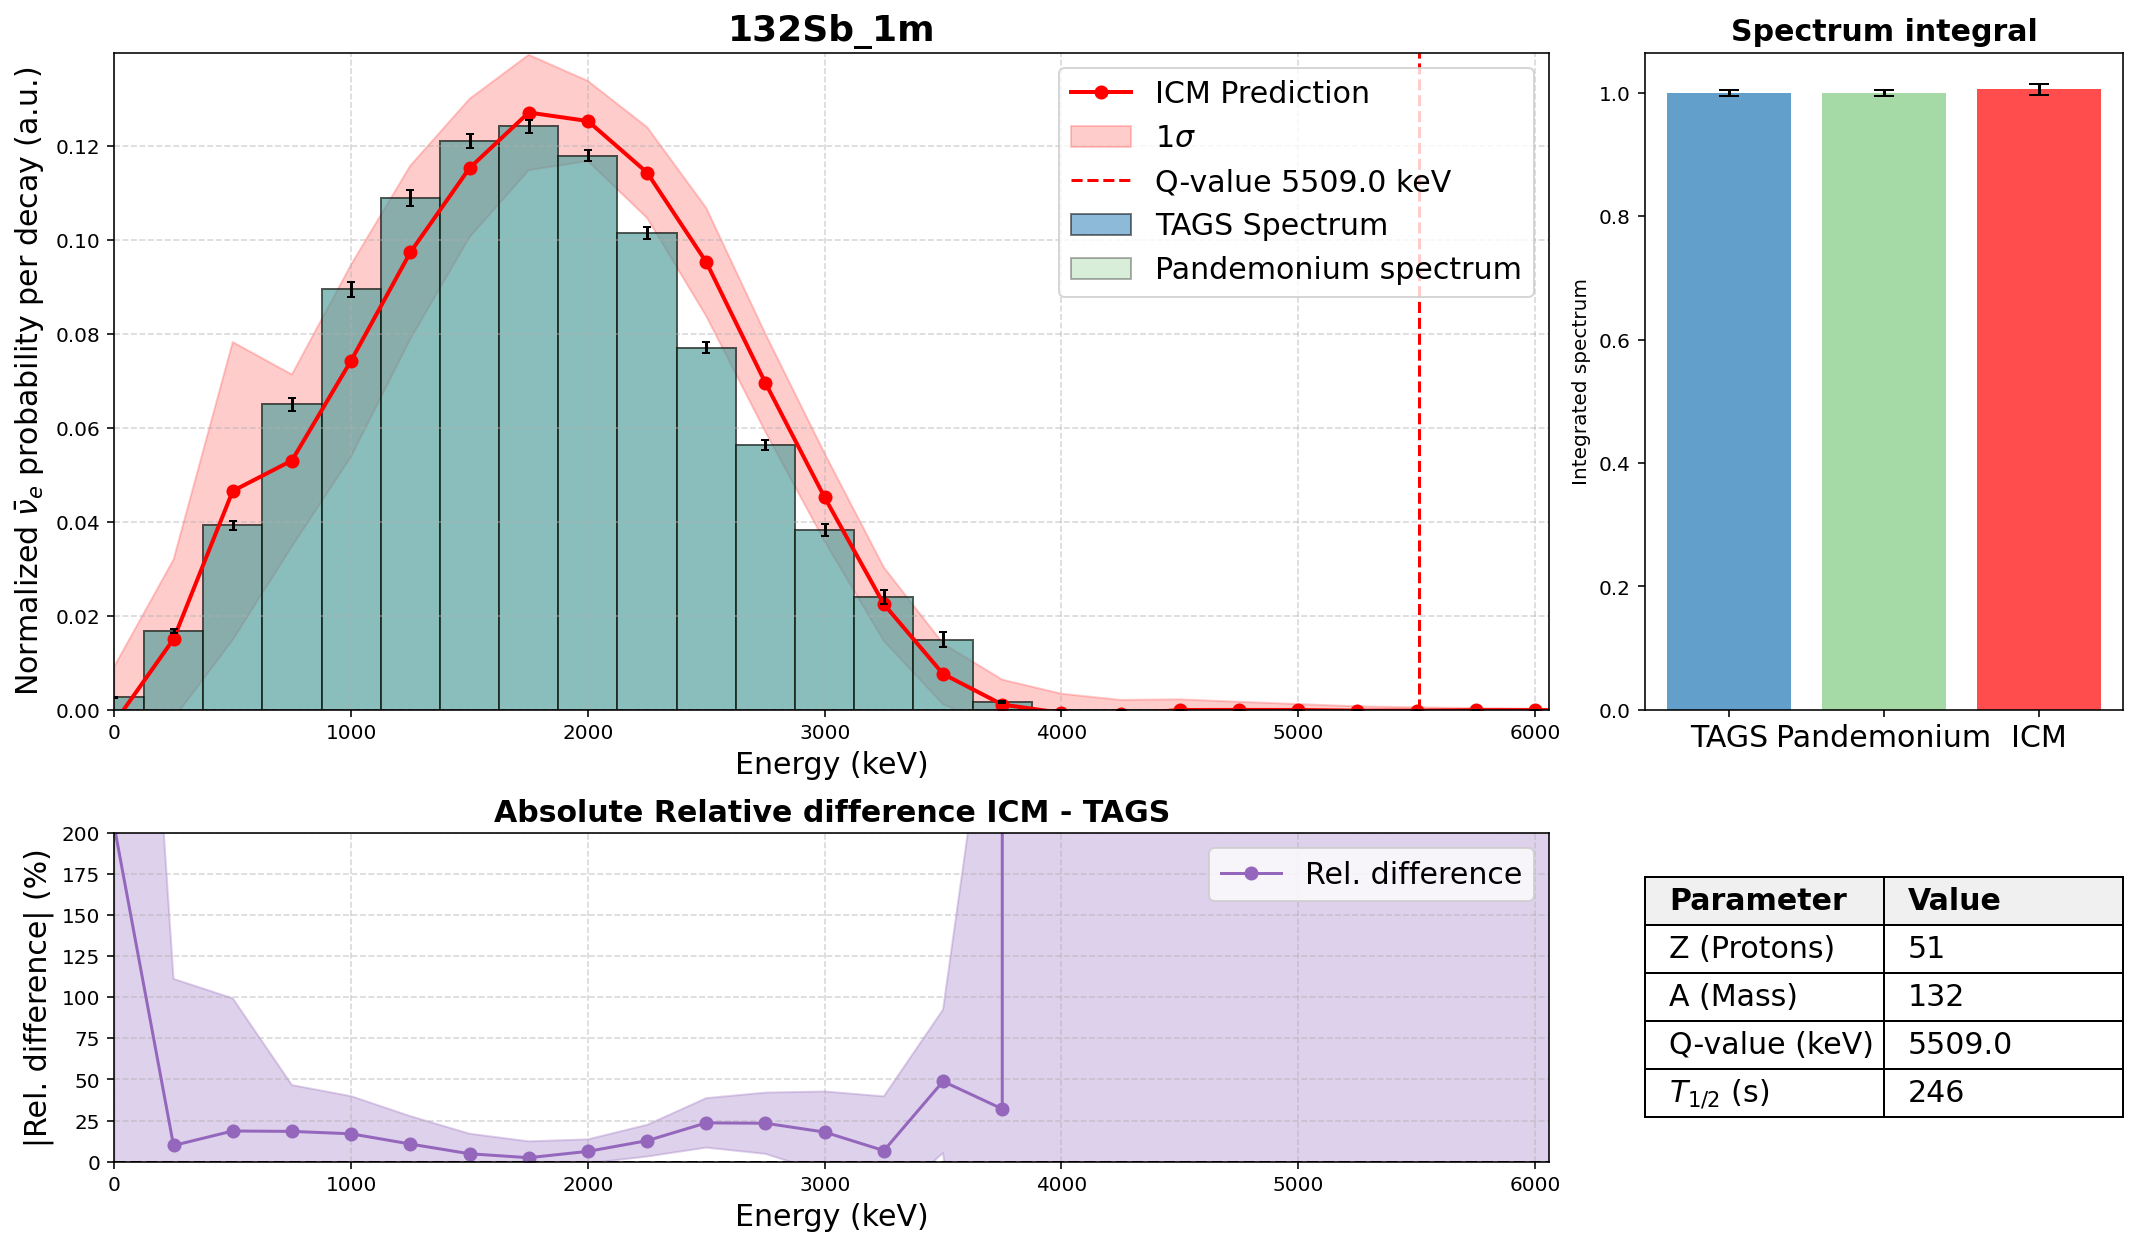 132Sb_1m
Normalized ν̄e probability per decay (a.u.)
0.12
0.10
0.08
0.06
0.04
0.02
0.00
0 1000 2000 3000 4000 5000 6000
Energy (keV)
ICM Prediction
1σ
Q-value 5509.0 keV
TAGS Spectrum
Pandemonium spectrum
Spectrum integral
Integrated spectrum
1.0
0.8
0.6
0.4
0.2
0.0
TAGS Pandemonium ICM
Absolute Relative difference ICM - TAGS
|Rel. difference| (%)
200
175
150
125
100
75
50
25
0
0 1000 2000 3000 4000 5000 6000
Energy (keV)
Rel. difference
Parameter Value
Z (Protons) 51
A (Mass) 132
Q-value (keV) 5509.0
T1/2 (s) 246